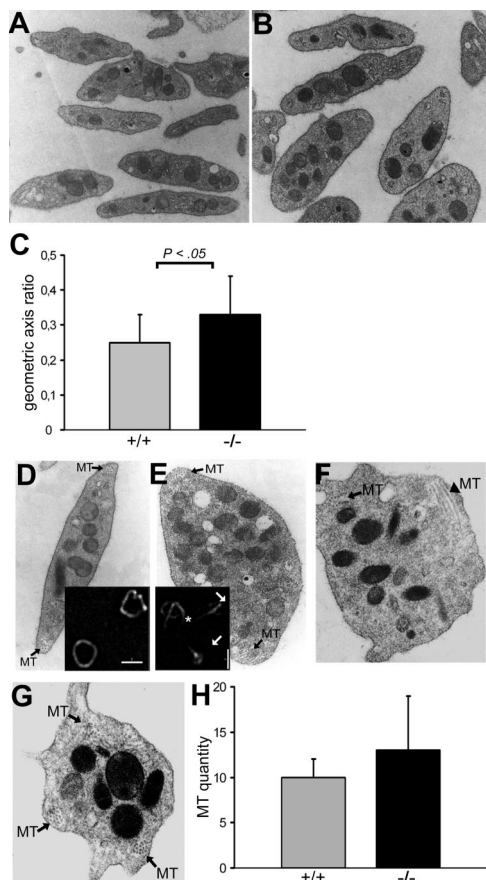 A
B
C
P < .05
geometric axis ratio
0,5
0,4
0,3
0,2
0,1
0
+/+
-/-
D
MT
MT
E
MT
MT
F
MT
MT
G
MT
MT
MT
H
MT quantity
20
15
10
5
0
+/+
-/-